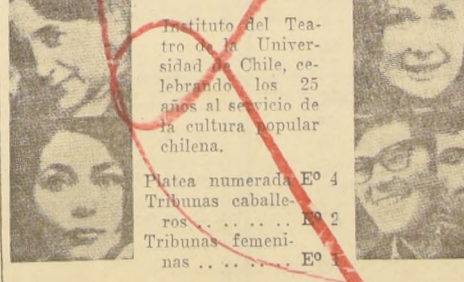 Instituto del Tea-
tro de la Univer-
sidad de Chile, ce-
lebrando los 25
años al servicio de
la cultura popular
chilena.
Platea numerada Eº 4
Tribunas caballe-
ros .. .. .. .. Eº 2
Tribunas femeni-
nas .. .. .. .. Eº 1